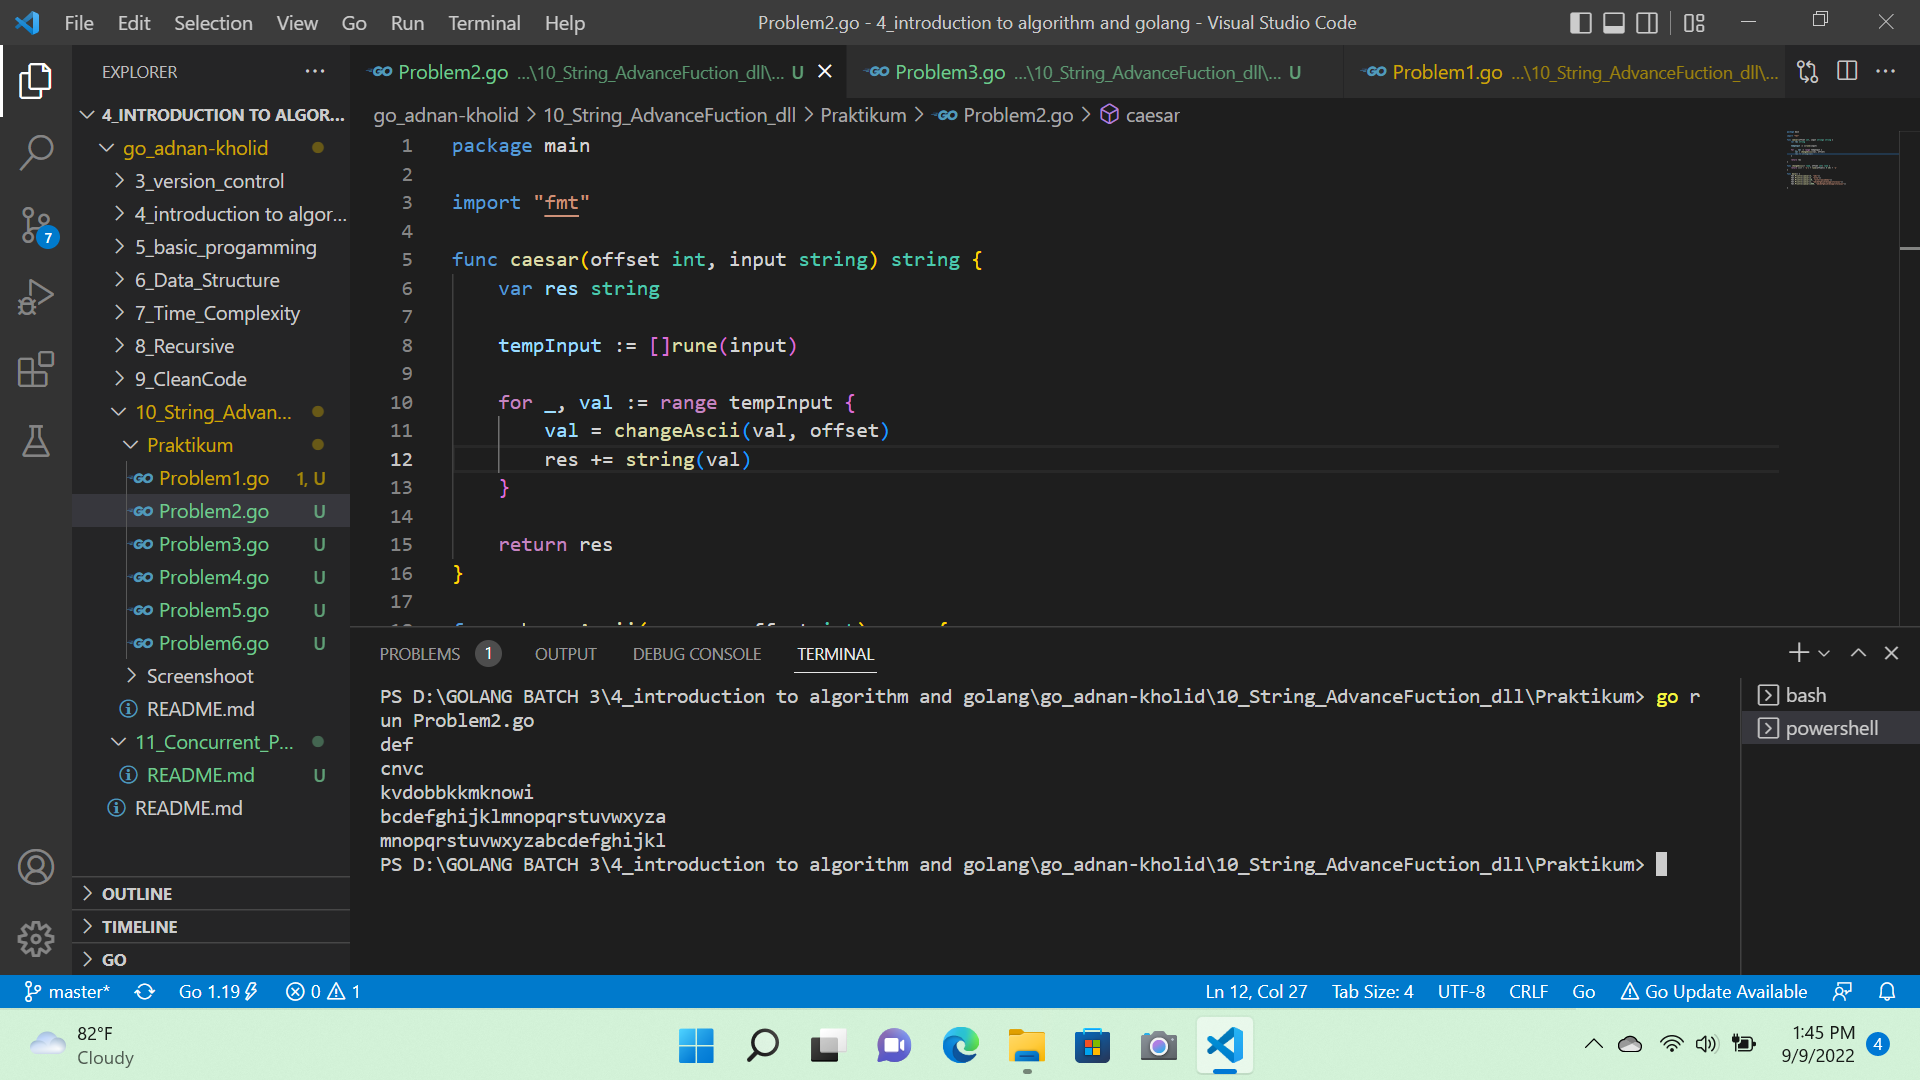 File Edit Selection View Go Run Terminal Help
Problem2.go - 4_introduction to algorithm and golang - Visual Studio Code
EXPLORER
4_INTRODUCTION TO ALGOR...
go_adnan-kholid
3_version_control
4_introduction to algor...
5_basic_progamming
6_Data_Structure
7_Time_Complexity
8_Recursive
9_CleanCode
10_String_Advan...
Praktikum
Problem1.go 1, U
Problem2.go U
Problem3.go U
Problem4.go U
Problem5.go U
Problem6.go U
Screenshoot
README.md
11_Concurrent_P...
README.md U
README.md
OUTLINE
TIMELINE
GO
7
Problem2.go ...\10_String_AdvanceFuction_dll\... U
Problem3.go ...\10_String_AdvanceFuction_dll\... U
Problem1.go ...\10_String_AdvanceFuction_dll\...
go_adnan-kholid > 10_String_AdvanceFuction_dll > Praktikum > Problem2.go > caesar
1 package main
2
3 import "fmt"
4
5 func caesar(offset int, input string) string {
6 var res string
7
8 tempInput := []rune(input)
9
10 for _, val := range tempInput {
11 val = changeAscii(val, offset)
12 res += string(val)
13 }
14
15 return res
16 }
17
PROBLEMS 1 OUTPUT DEBUG CONSOLE TERMINAL
PS D:\GOLANG BATCH 3\4_introduction to algorithm and golang\go_adnan-kholid\10_String_AdvanceFuction_dll\Praktikum> go r
un Problem2.go
def
cnvc
kvdobbkkmknowi
bcdefghijklmnopqrstuvwxyza
mnopqrstuvwxyzabcdefghijkl
PS D:\GOLANG BATCH 3\4_introduction to algorithm and golang\go_adnan-kholid\10_String_AdvanceFuction_dll\Praktikum>
bash
powershell
master* Go 1.19 0 1
Ln 12, Col 27 Tab Size: 4 UTF-8 CRLF Go Go Update Available
82°F
Cloudy
1:45 PM
9/9/2022
4